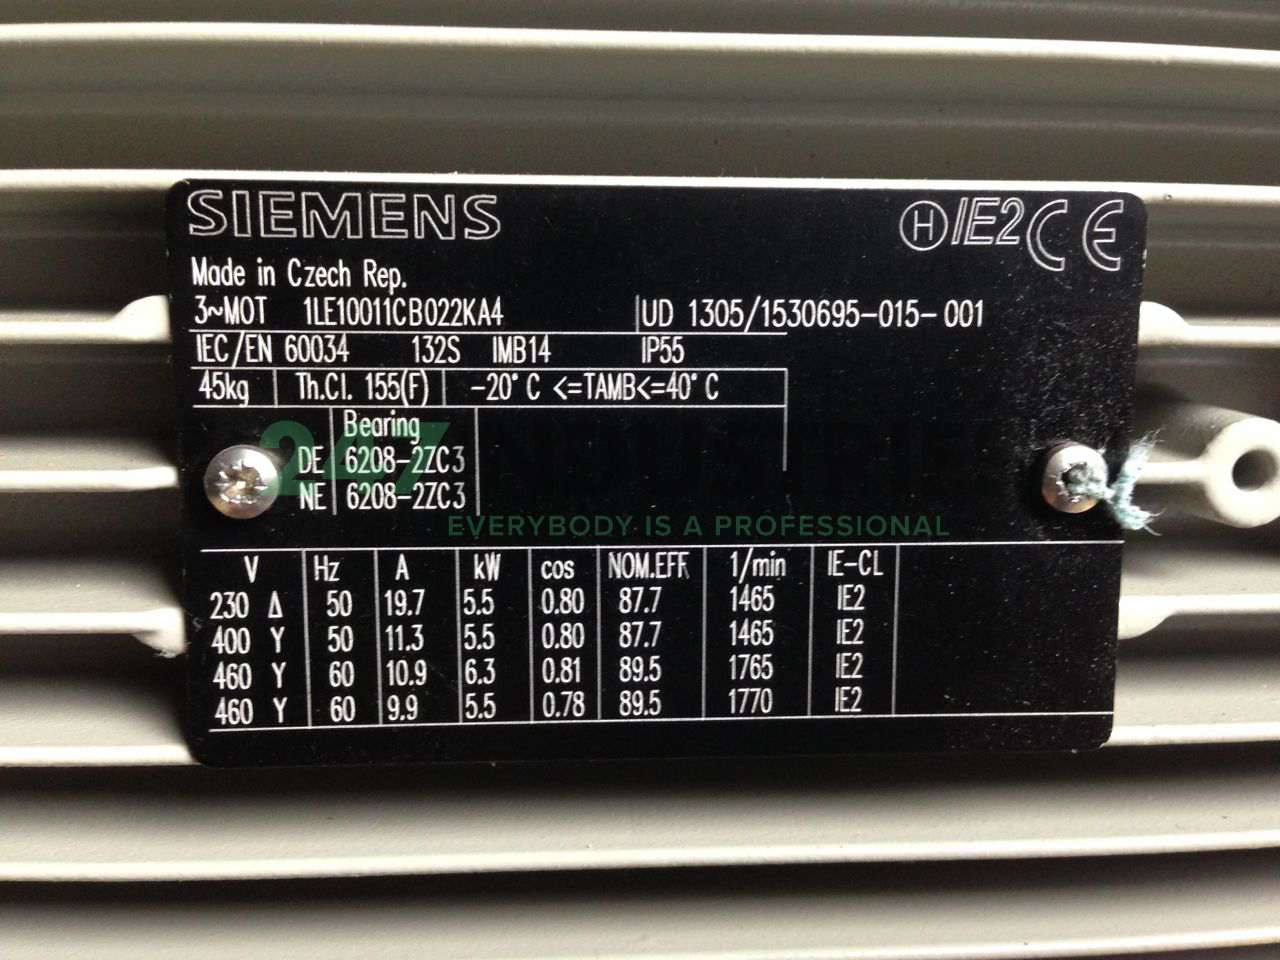 SIEMENS
H IE2 CE
Made in Czech Rep.
3~MOT 1LE10011CB022KA4 UD 1305/1530695-015-001
IEC/EN 60034 132S IMB14 IP55
45kg Th.Cl. 155(F) -20°C <=TAMB<=40°C
Bearing
DE 6208-2ZC3
NE 6208-2ZC3
247
EVERYBODY IS A PROFESSIONAL
V Hz A kW cos NOM.EFF 1/min IE-CL
230 Δ 50 19.7 5.5 0.80 87.7 1465 IE2
400 Y 50 11.3 5.5 0.80 87.7 1465 IE2
460 Y 60 10.9 6.3 0.81 89.5 1765 IE2
460 Y 60 9.9 5.5 0.78 89.5 1770 IE2